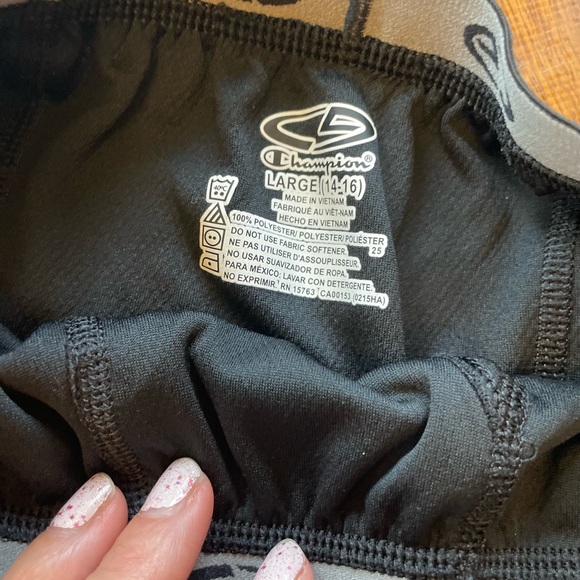 Champion®
LARGE (14-16)
MADE IN VIETNAM
FABRIQUÉ AU VIÊT-NAM
HECHO EN VIETNAM
40°C
100% POLYESTER/POLYESTER/POLIÉSTER
25
DO NOT USE FABRIC SOFTENER.
NE PAS UTILISER D'ASSOUPLISSEUR.
NO USAR SUAVIZADOR DE ROPA.
PARA MÉXICO: LAVAR CON DETERGENTE.
NO EXPRIMIR. RN 15763 CA00153 (0215HA)